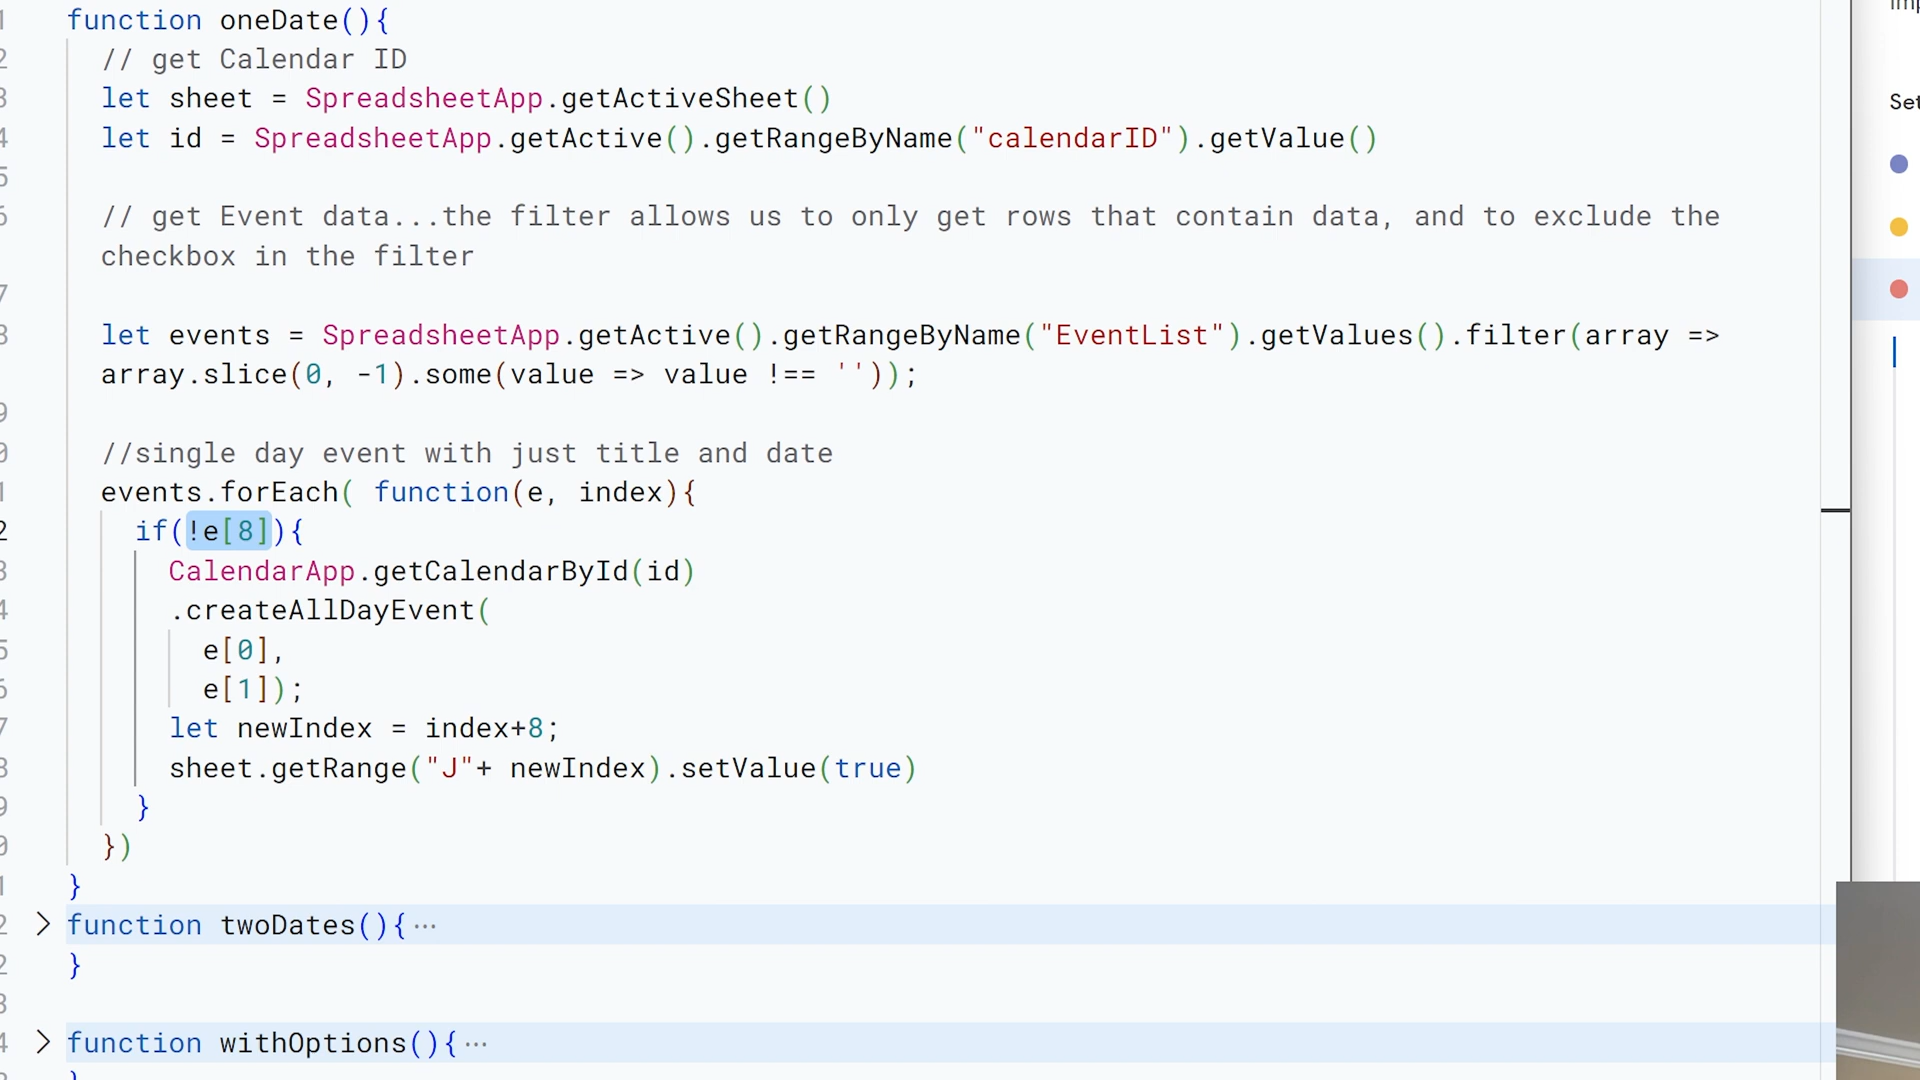 function oneDate(){
// get Calendar ID
let sheet = SpreadsheetApp.getActiveSheet()
let id = SpreadsheetApp.getActive().getRangeByName("calendarID").getValue()
// get Event data...the filter allows us to only get rows that contain data, and to exclude the
checkbox in the filter
let events = SpreadsheetApp.getActive().getRangeByName("EventList").getValues().filter(array =>
array.slice(0, -1).some(value => value !== ''));
//single day event with just title and date
events.forEach( function(e, index){
if(!e[8]){
CalendarApp.getCalendarById(id)
.createAllDayEvent(
e[0],
e[1]);
let newIndex = index+8;
sheet.getRange("J"+ newIndex).setValue(true)
}
})
}
function twoDates(){ ···
}
function withOptions(){ ···